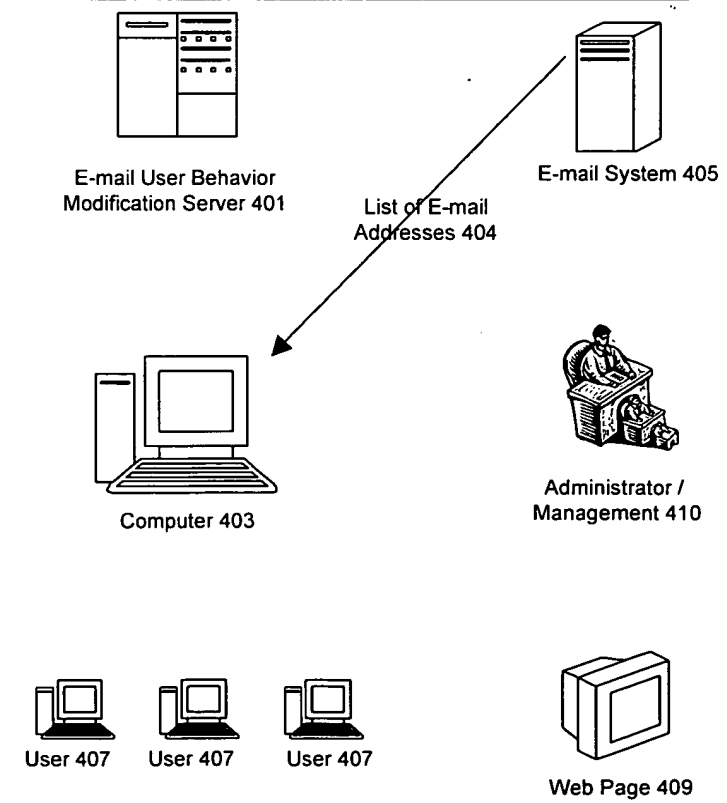 E-mail User Behavior
Modification Server 401
E-mail System 405
List of E-mail
Addresses 404
Computer 403
Administrator /
Management 410
User 407
User 407
User 407
Web Page 409